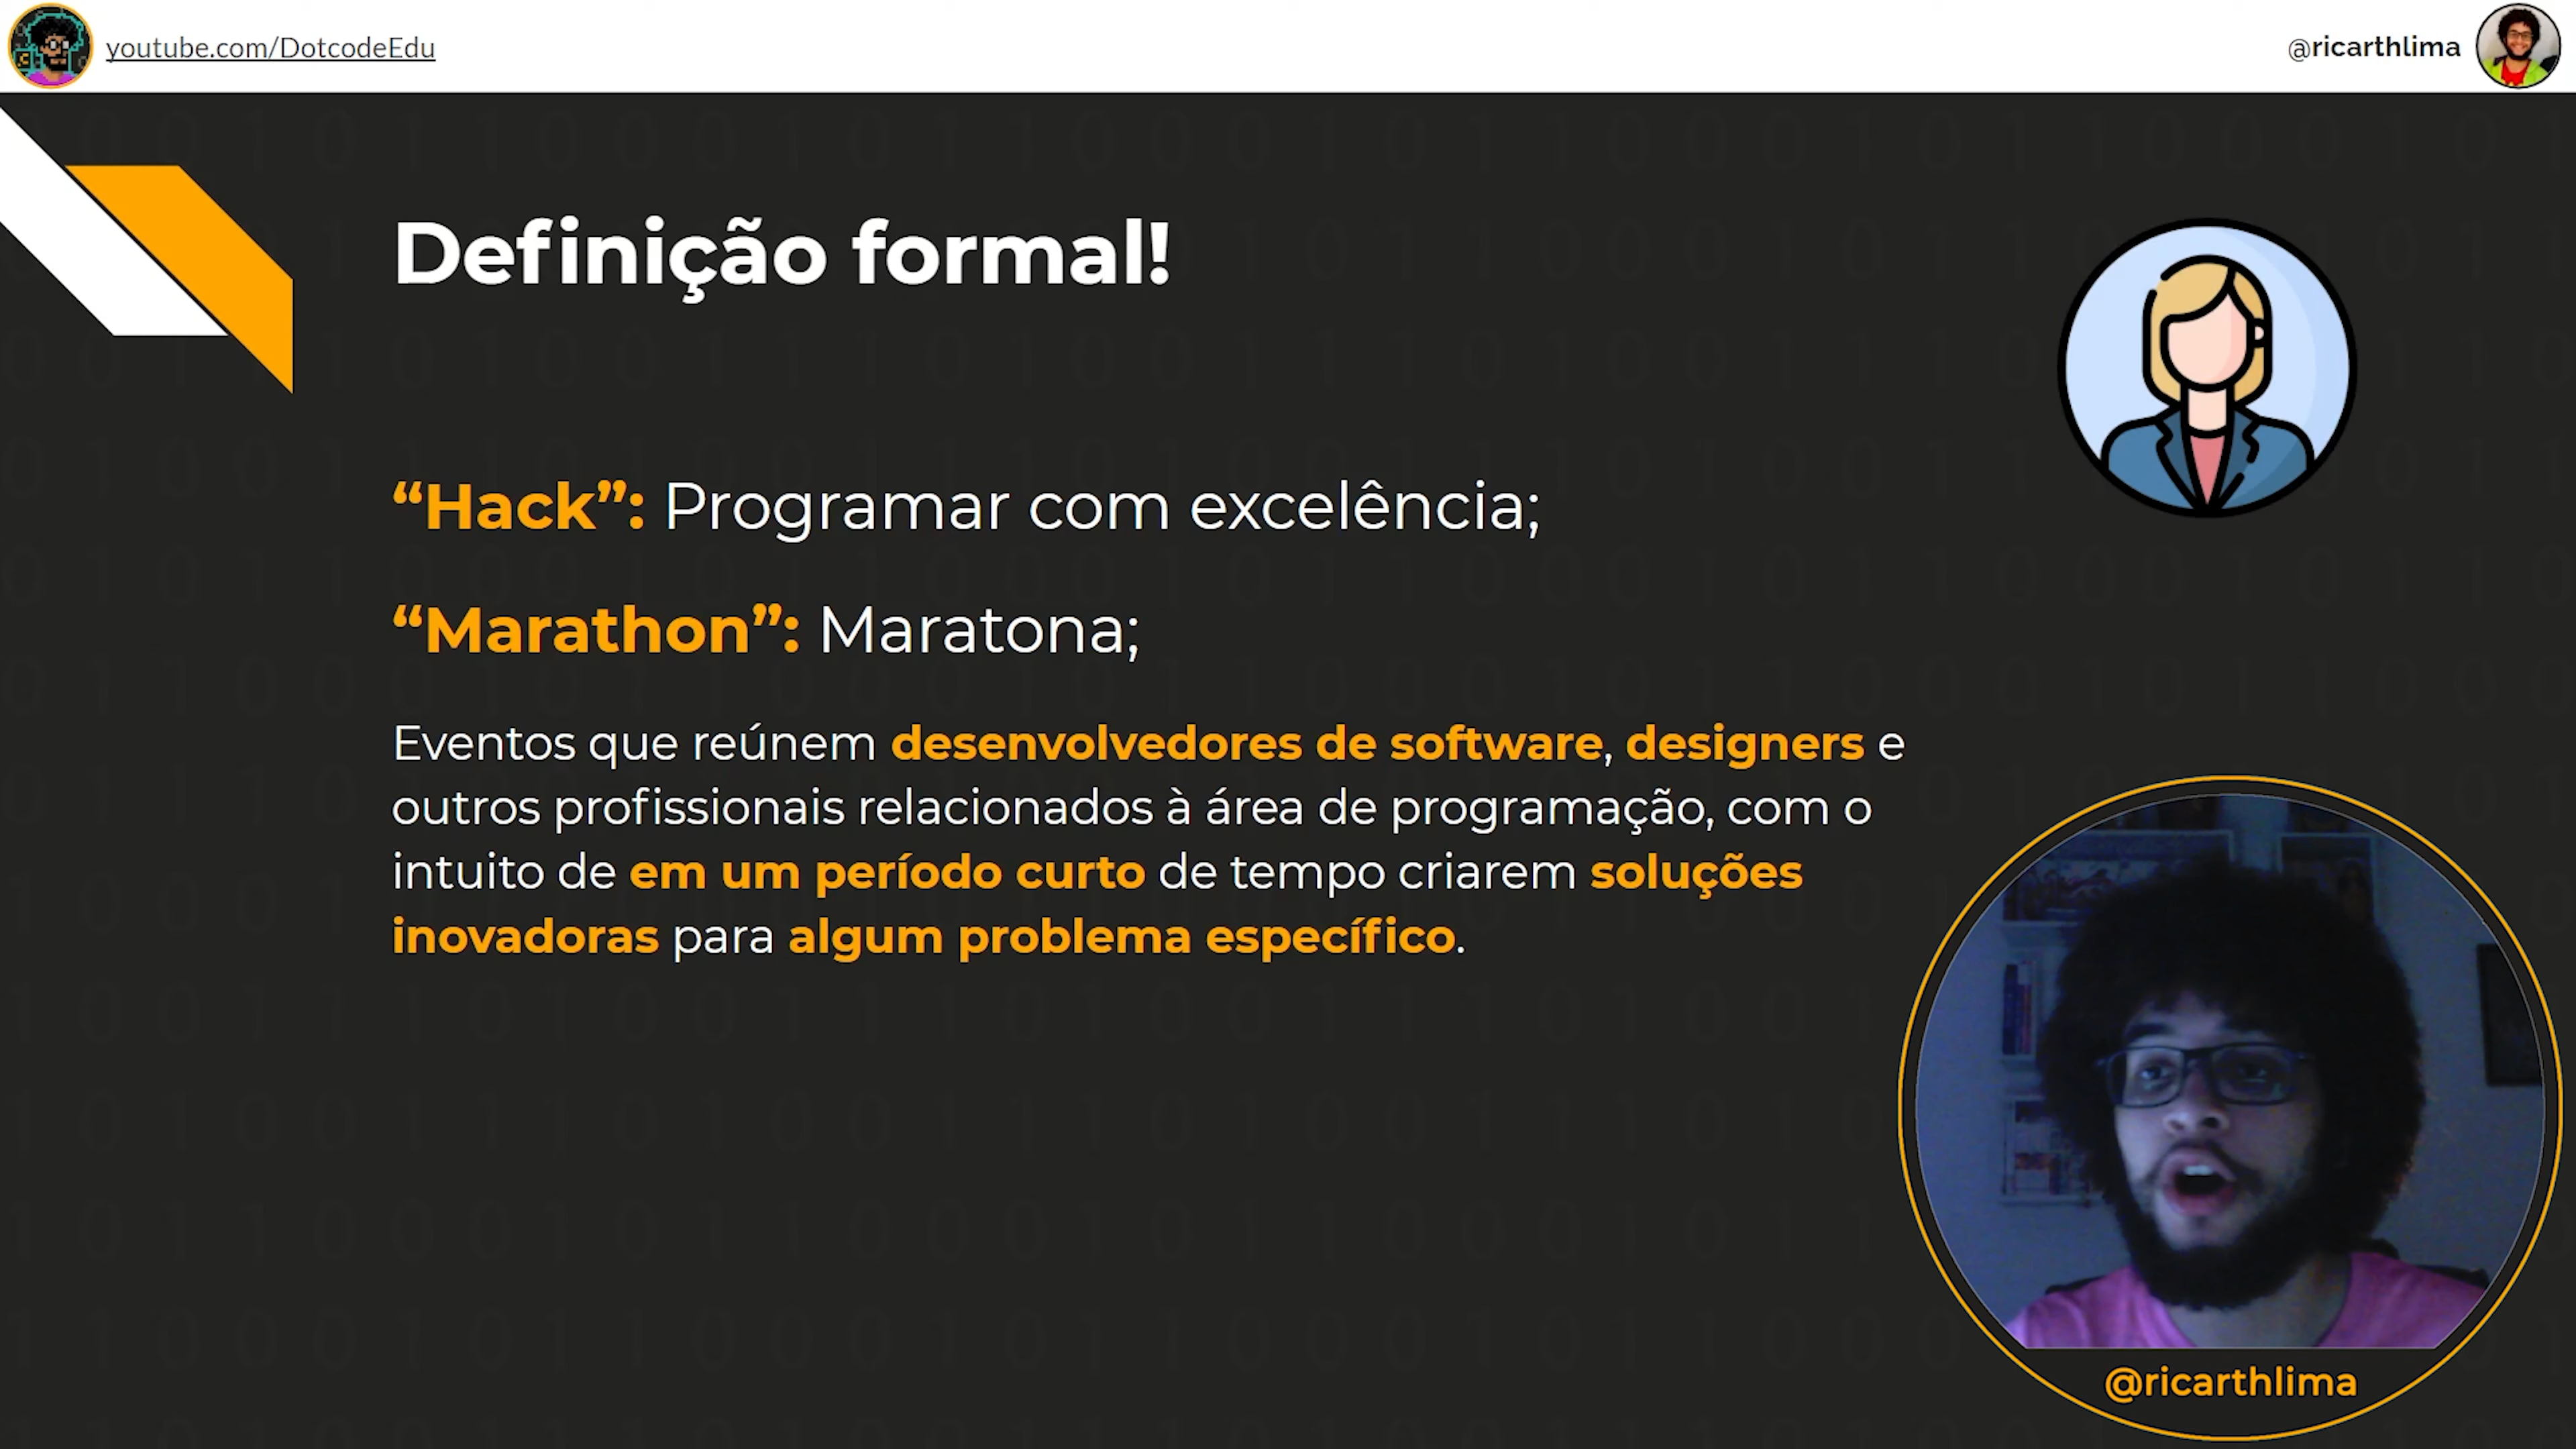 youtube.com/DotcodeEdu
@ricarthlima
Definição formal!
“Hack”: Programar com excelência;
“Marathon”: Maratona;
Eventos que reúnem desenvolvedores de software, designers e
outros profissionais relacionados à área de programação, com o
intuito de em um período curto de tempo criarem soluções
inovadoras para algum problema específico.
@ricarthlima